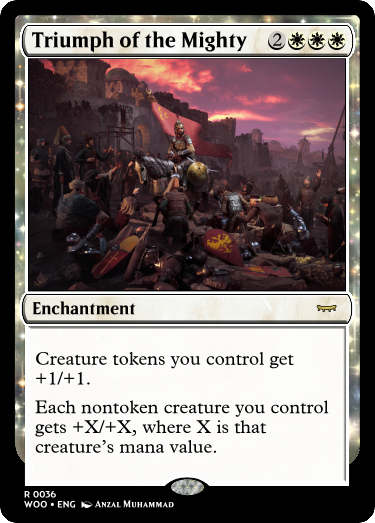 Triumph of the Mighty 2
Enchantment
Creature tokens you control get
+1/+1.
Each nontoken creature you control
gets +X/+X, where X is that
creature's mana value.
R 0036
WOO • ENG Anzal Muhammad